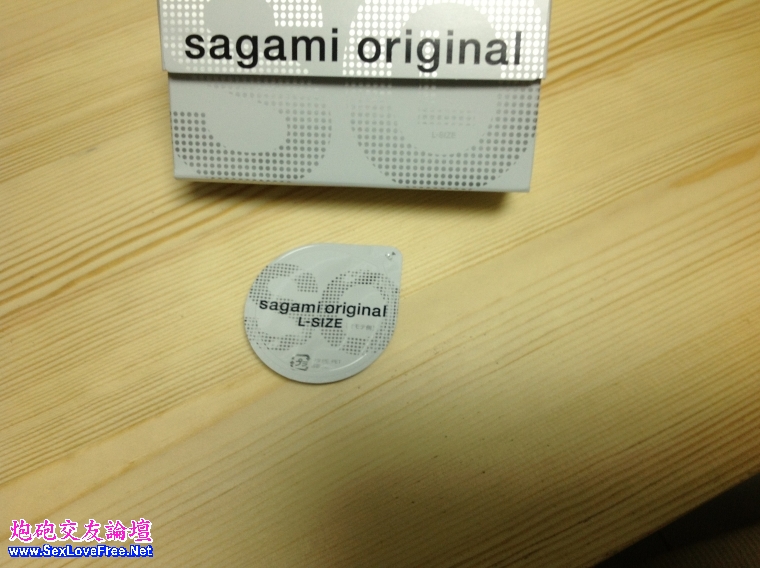 sagami original
L-SIZE
sagami original
L-SIZE
炮砲交友論壇
www.SexLoveFree.Net